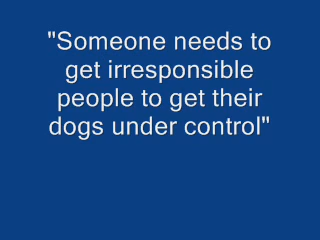 "Someone needs to
get irresponsible
people to get their
dogs under control"